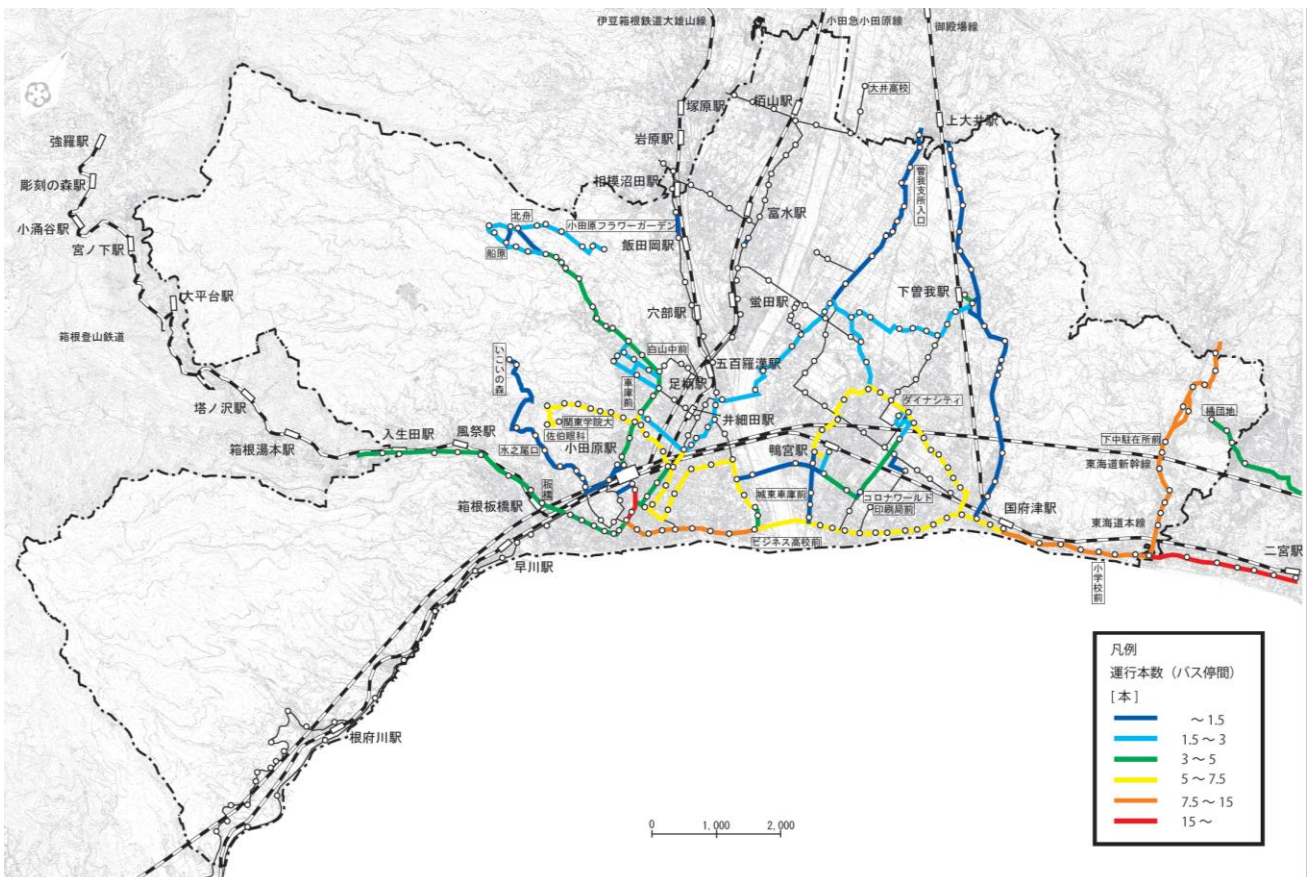 伊豆箱根鉄道大雄山線
小田急小田原線
御殿場線
塚原駅
栢山駅
大井高校
上大井駅
強羅駅
岩原駅
彫刻の森駅
相模沼田駅
曽我支所入口
小涌谷駅
北舟
小田原フラワーガーデン
富水駅
宮ノ下駅
船原
飯田岡駅
大平台駅
下曽我駅
穴部駅
蛍田駅
箱根登山鉄道
いこいの森
白山中前
五百羅漢駅
車庫前
足柄駅
塔ノ沢駅
ダイナシティ
橘団地
関東学院大
井細田駅
入生田駅
風祭駅
佐伯眼科
下中駐在所前
箱根湯本駅
水之尾口
小田原駅
鴨宮駅
東海道新幹線
板橋
城東車庫前
コロナワールド
箱根板橋駅
印刷局前
国府津駅
東海道本線
ビジネス高校前
二宮駅
早川駅
小学校前
根府川駅
0 1,000 2,000
凡例
運行本数（バス停間）
[本]
～1.5
1.5～3
3～5
5～7.5
7.5～15
15～